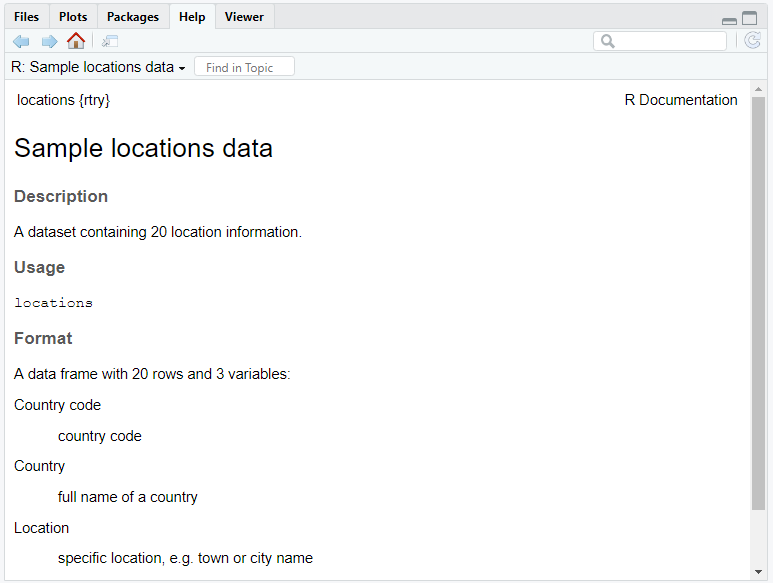 Files Plots Packages Help Viewer
R: Sample locations data Find in Topic
locations {rtry} R Documentation
Sample locations data
Description
A dataset containing 20 location information.
Usage
locations
Format
A data frame with 20 rows and 3 variables:
Country code
country code
Country
full name of a country
Location
specific location, e.g. town or city name